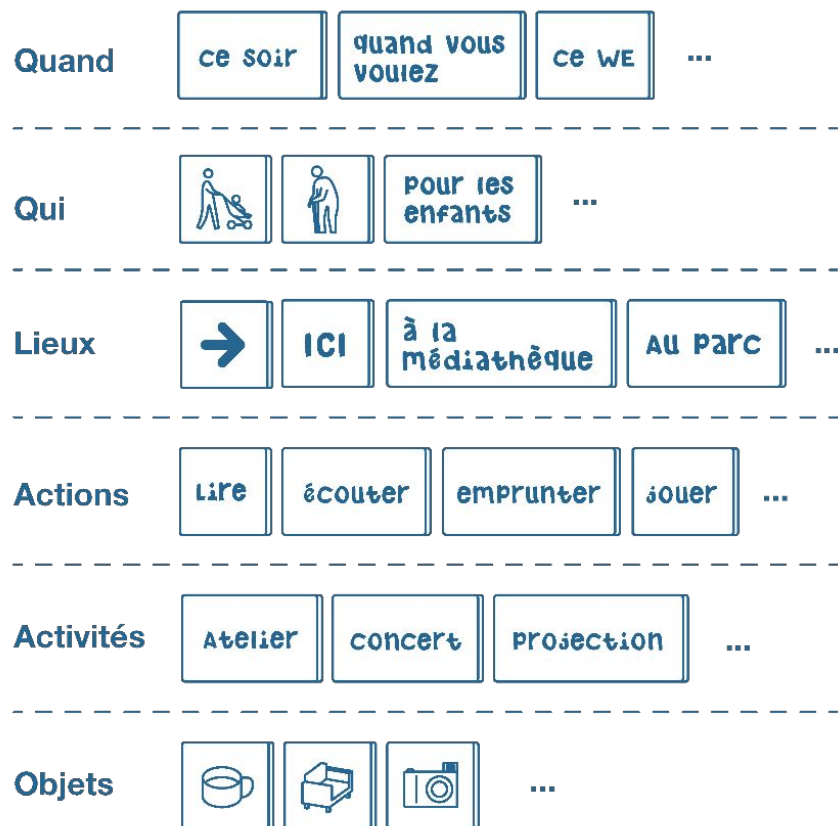 Quand ce soir quand vous voulez ce WE ...
Qui pour les enfants ...
Lieux ICI à la médiathèque Au parc ...
Actions Lire écouter emprunter jouer ...
Activités Atelier concert projection ...
Objets ...